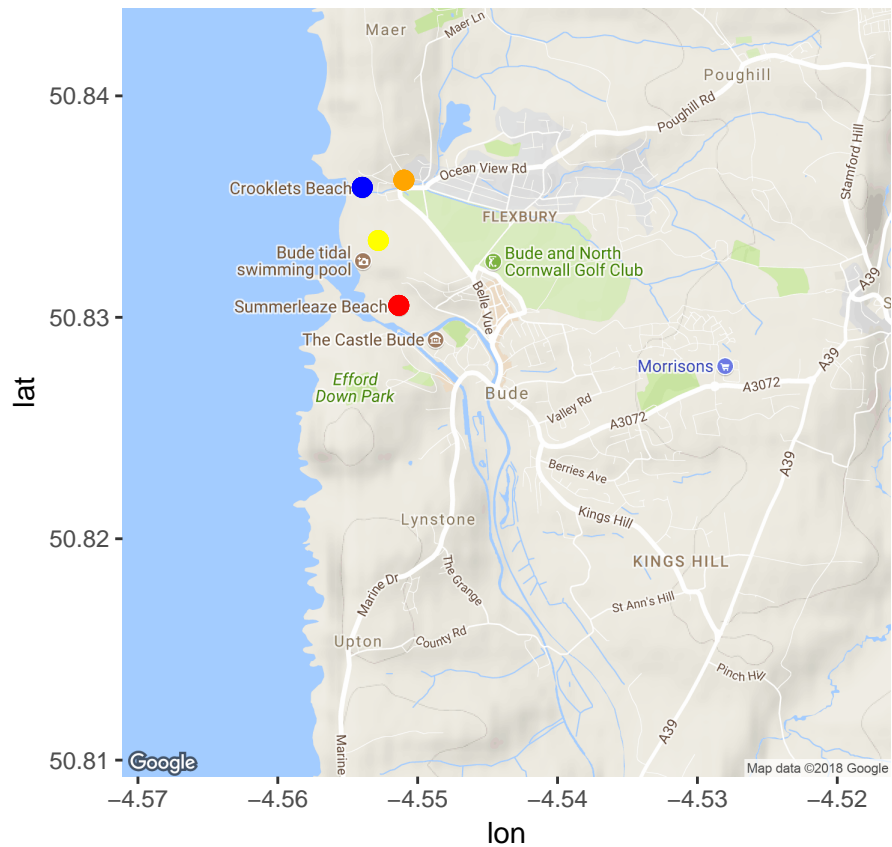 Maer
Maer Ln
Poughill
50.84
Poughill Rd
Stamford Hill
Ocean View Rd
Crooklets Beach
FLEXBURY
Bude tidal
swimming pool
Bude and North
Cornwall Golf Club
A39
Belle Vue
50.83
Summerleaze Beach
S
The Castle Bude
Morrisons
A39
Efford
Down Park
A3072
lat
Bude
Valley Rd
A3072
A39
Berries Ave
50.82
Lynstone
Kings Hill
KINGS HILL
The Grange
Marine Dr
St Ann's Hill
Upton
County Rd
Pinch Hill
A39
Marine
50.81
Google
Map data ©2018 Google
−4.57
−4.56
−4.55
−4.54
−4.53
−4.52
lon